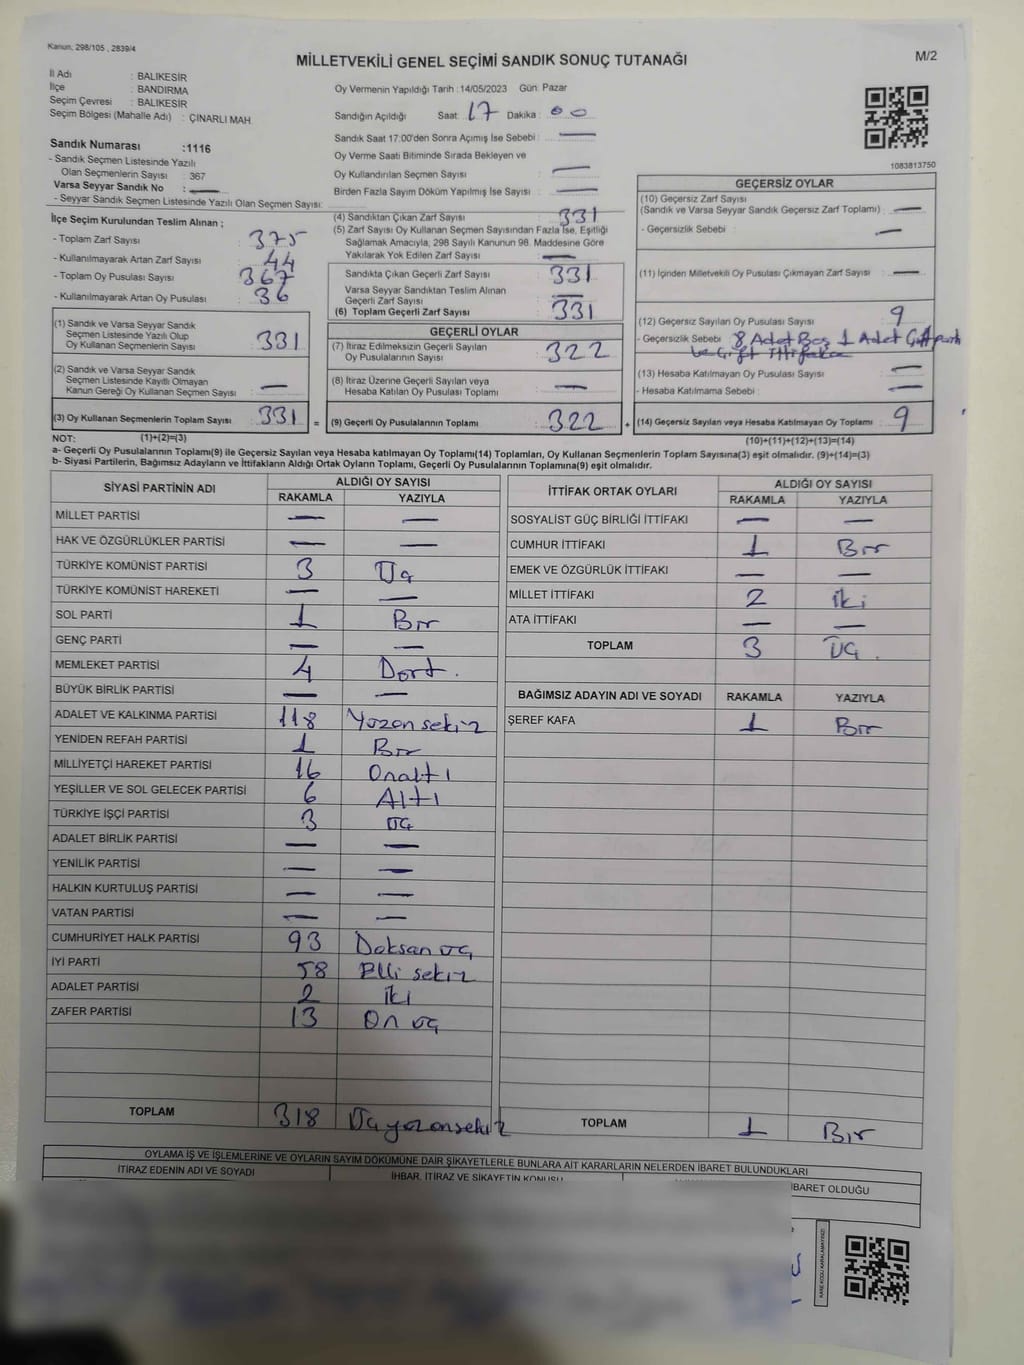 Kanun, 298/105 , 2839/4
MİLLETVEKİLİ GENEL SEÇİMİ SANDIK SONUÇ TUTANAĞI
M/2
İl Adı : BALIKESİR
İlçe : BANDIRMA
Seçim Çevresi : BALIKESİR
Seçim Bölgesi (Mahalle Adı) : ÇINARLI MAH.
Sandık Numarası :1116
- Sandık Seçmen Listesinde Yazılı
Olan Seçmenlerin Sayısı : 367
Varsa Seyyar Sandık No : —
- Seyyar Sandık Seçmen Listesinde Yazılı Olan Seçmen Sayısı:
Oy Vermenin Yapıldığı Tarih :14/05/2023 Gün: Pazar
Sandığın Açıldığı Saat: 17 Dakika : 00
Sandık Saat 17:00'den Sonra Açımış İse Sebebi : —
Oy Verme Saati Bitiminde Sırada Bekleyen ve
Oy Kullandırılan Seçmen Sayısı : —
Birden Fazla Sayım Döküm Yapılmış İse Sayısı : —
1083813750
İlçe Seçim Kurulundan Teslim Alınan ;
- Toplam Zarf Sayısı : 375
- Kullanılmayarak Artan Zarf Sayısı : 44
- Toplam Oy Pusulası Sayısı : 367
- Kullanılmayarak Artan Oy Pusulası : 36
(1) Sandık ve Varsa Seyyar Sandık
Seçmen Listesinde Yazılı Olup
Oy Kullanan Seçmenlerin Sayısı : 331
(2) Sandık ve Varsa Seyyar Sandık
Seçmen Listesinde Kayıtlı Olmayan
Kanun Gereği Oy Kullanan Seçmen Sayısı : —
(3) Oy Kullanan Seçmenlerin Toplam Sayısı : 331 =
(4) Sandıktan Çıkan Zarf Sayısı : 331
(5) Zarf Sayısı Oy Kullanan Seçmen Sayısından Fazla İse, Eşitliği
Sağlamak Amacıyla, 298 Sayılı Kanunun 98. Maddesine Göre
Yakılarak Yok Edilen Zarf Sayısı : —
Sandıkta Çıkan Geçerli Zarf Sayısı : 331
Varsa Seyyar Sandıktan Teslim Alınan
Geçerli Zarf Sayısı : —
(6) Toplam Geçerli Zarf Sayısı : 331
GEÇERLİ OYLAR
(7) İtiraz Edilmeksizin Geçerli Sayılan
Oy Pusulalarının Sayısı : 322
(8) İtiraz Üzerine Geçerli Sayılan veya
Hesaba Katılan Oy Pusulası Toplamı : —
(9) Geçerli Oy Pusulalarının Toplamı : 322 +
GEÇERSİZ OYLAR
(10) Geçersiz Zarf Sayısı
(Sandık ve Varsa Seyyar Sandık Geçersiz Zarf Toplamı) : —
- Geçersizlik Sebebi : —
(11) İçinden Milletvekili Oy Pusulası Çıkmayan Zarf Sayısı : —
(12) Geçersiz Sayılan Oy Pusulası Sayısı : 9
- Geçersizlik Sebebi : 8 Adet Boş 1 Adet Çift parti
ve Çift İttifaka
(13) Hesaba Katılmayan Oy Pusulası Sayısı : —
- Hesaba Katılmama Sebebi : —
(14) Geçersiz Sayılan veya Hesaba Katılmayan Oy Toplamı : 9
NOT: (1)+(2)=(3) (10)+(11)+(12)+(13)=(14)
a- Geçerli Oy Pusulalarının Toplamı(9) ile Geçersiz Sayılan veya Hesaba katılmayan Oy Toplamı(14) Toplamları, Oy Kullanan Seçmenlerin Toplam Sayısına(3) eşit olmalıdır. (9)+(14)=(3)
b- Siyasi Partilerin, Bağımsız Adayların ve İttifakların Aldığı Ortak Oyların Toplamı, Geçerli Oy Pusulalarının Toplamına(9) eşit olmalıdır.
SİYASİ PARTİNİN ADI ALDIĞI OY SAYISI
RAKAMLA YAZIYLA
MİLLET PARTİSİ — —
HAK VE ÖZGÜRLÜKLER PARTİSİ — —
TÜRKİYE KOMÜNİST PARTİSİ 3 Üç
TÜRKİYE KOMÜNİST HAREKETİ — —
SOL PARTİ 1 Bir
GENÇ PARTİ — —
MEMLEKET PARTİSİ 4 Dort.
BÜYÜK BİRLİK PARTİSİ — —
ADALET VE KALKINMA PARTİSİ 118 Yüzonsekiz
YENİDEN REFAH PARTİSİ 1 Bir
MİLLİYETÇİ HAREKET PARTİSİ 16 Onaltı
YEŞİLLER VE SOL GELECEK PARTİSİ 6 Altı
TÜRKİYE İŞÇİ PARTİSİ 3 üç
ADALET BİRLİK PARTİSİ — —
YENİLİK PARTİSİ — —
HALKIN KURTULUŞ PARTİSİ — —
VATAN PARTİSİ — —
CUMHURİYET HALK PARTİSİ 93 Doksan üç
İYİ PARTİ 58 Elli sekiz
ADALET PARTİSİ 2 iki
ZAFER PARTİSİ 13 On üç
TOPLAM 318 Üçyüzonsekiz
İTTİFAK ORTAK OYLARI ALDIĞI OY SAYISI
RAKAMLA YAZIYLA
SOSYALİST GÜÇ BİRLİĞİ İTTİFAKI — —
CUMHUR İTTİFAKI 1 Bir
EMEK VE ÖZGÜRLÜK İTTİFAKI — —
MİLLET İTTİFAKI 2 iki
ATA İTTİFAKI — —
TOPLAM 3 Üç.
BAĞIMSIZ ADAYIN ADI VE SOYADI RAKAMLA YAZIYLA
ŞEREF KAFA 1 Bir
TOPLAM 1 Bir
OYLAMA İŞ VE İŞLEMLERİNE VE OYLARIN SAYIM DÖKÜMÜNE DAİR ŞİKAYETLERLE BUNLARA AİT KARARLARIN NELERDEN İBARET BULUNDUKLARI
İTİRAZ EDENİN ADI VE SOYADI İHBAR, İTİRAZ VE ŞİKAYETİN KONUSU İBARET OLDUĞU
KARE KODU KARALAMAYINIZ!